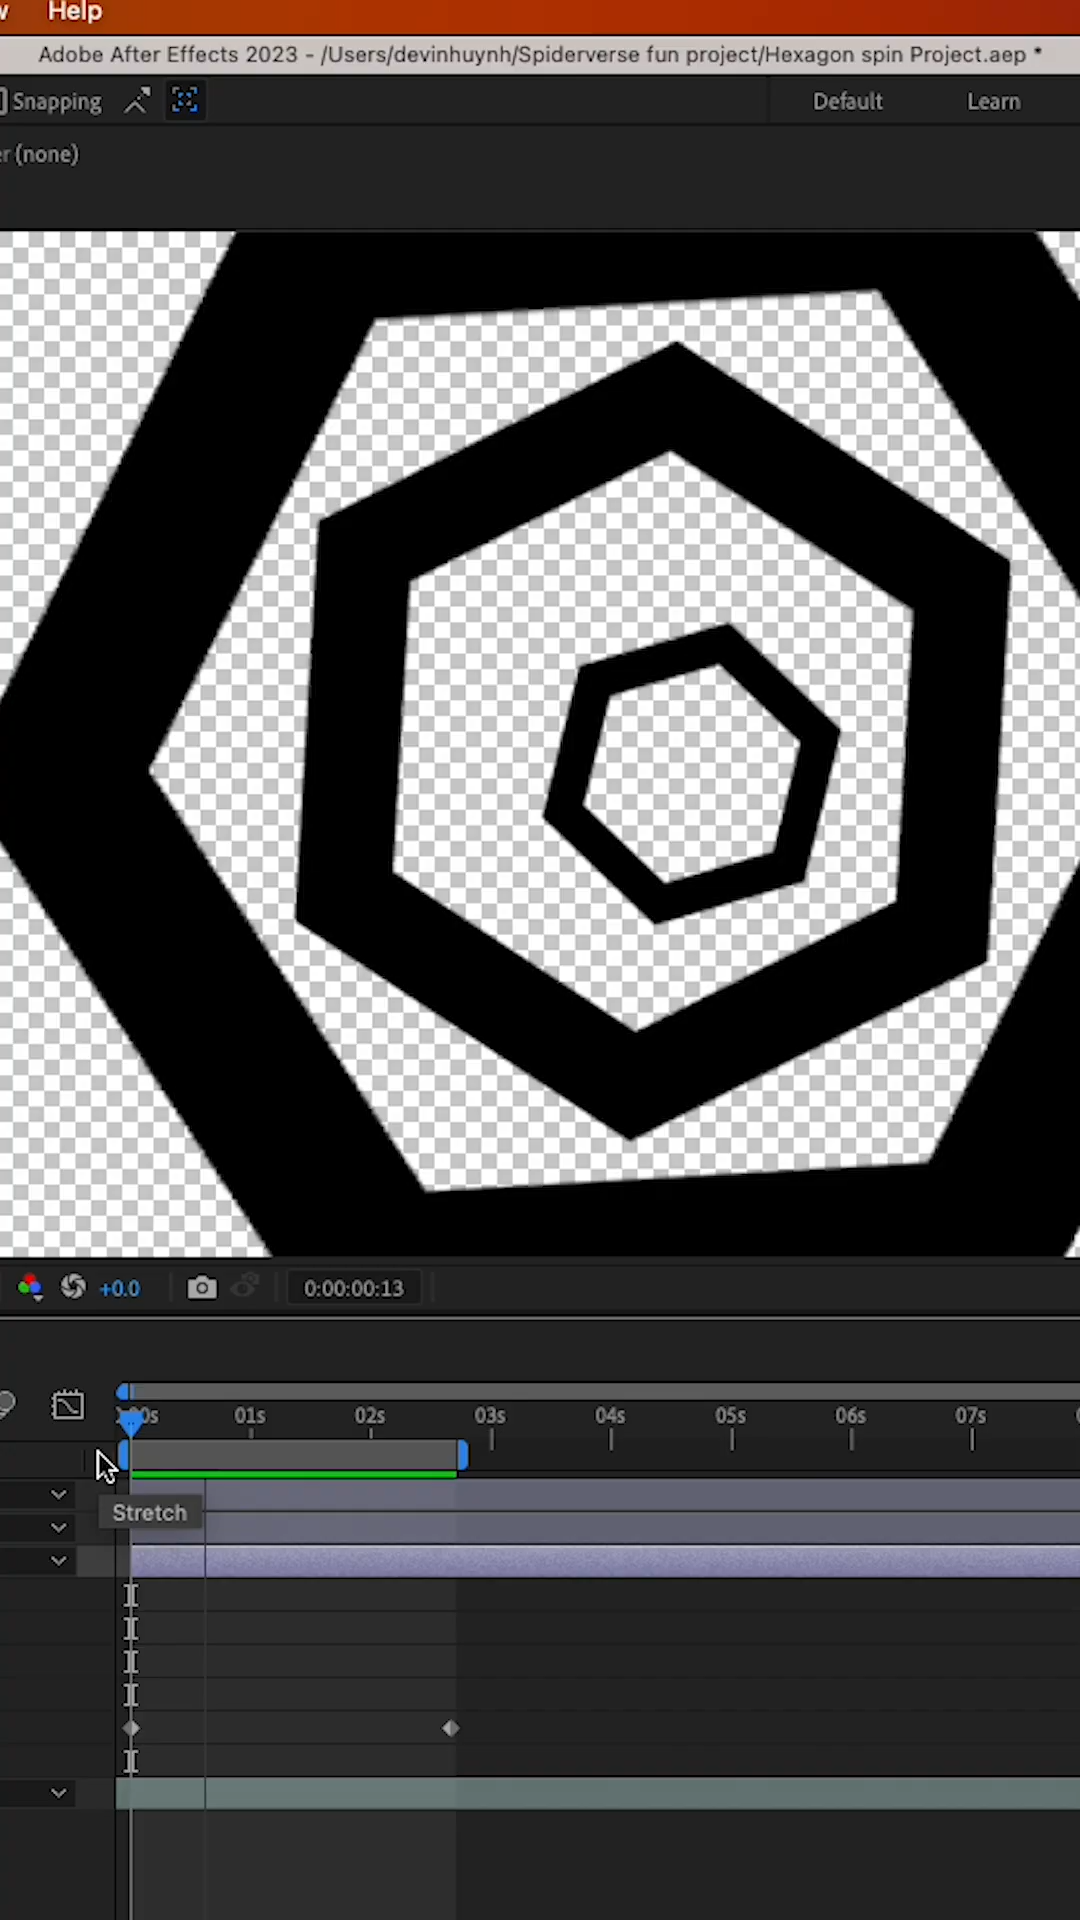 Help
Adobe After Effects 2023 - /Users/devinhuynh/Spiderverse fun project/Hexagon spin Project.aep *
Snapping Default Learn
(none)
+0.0 0:00:00:13
01s 02s 03s 04s 05s 06s 07s
Stretch